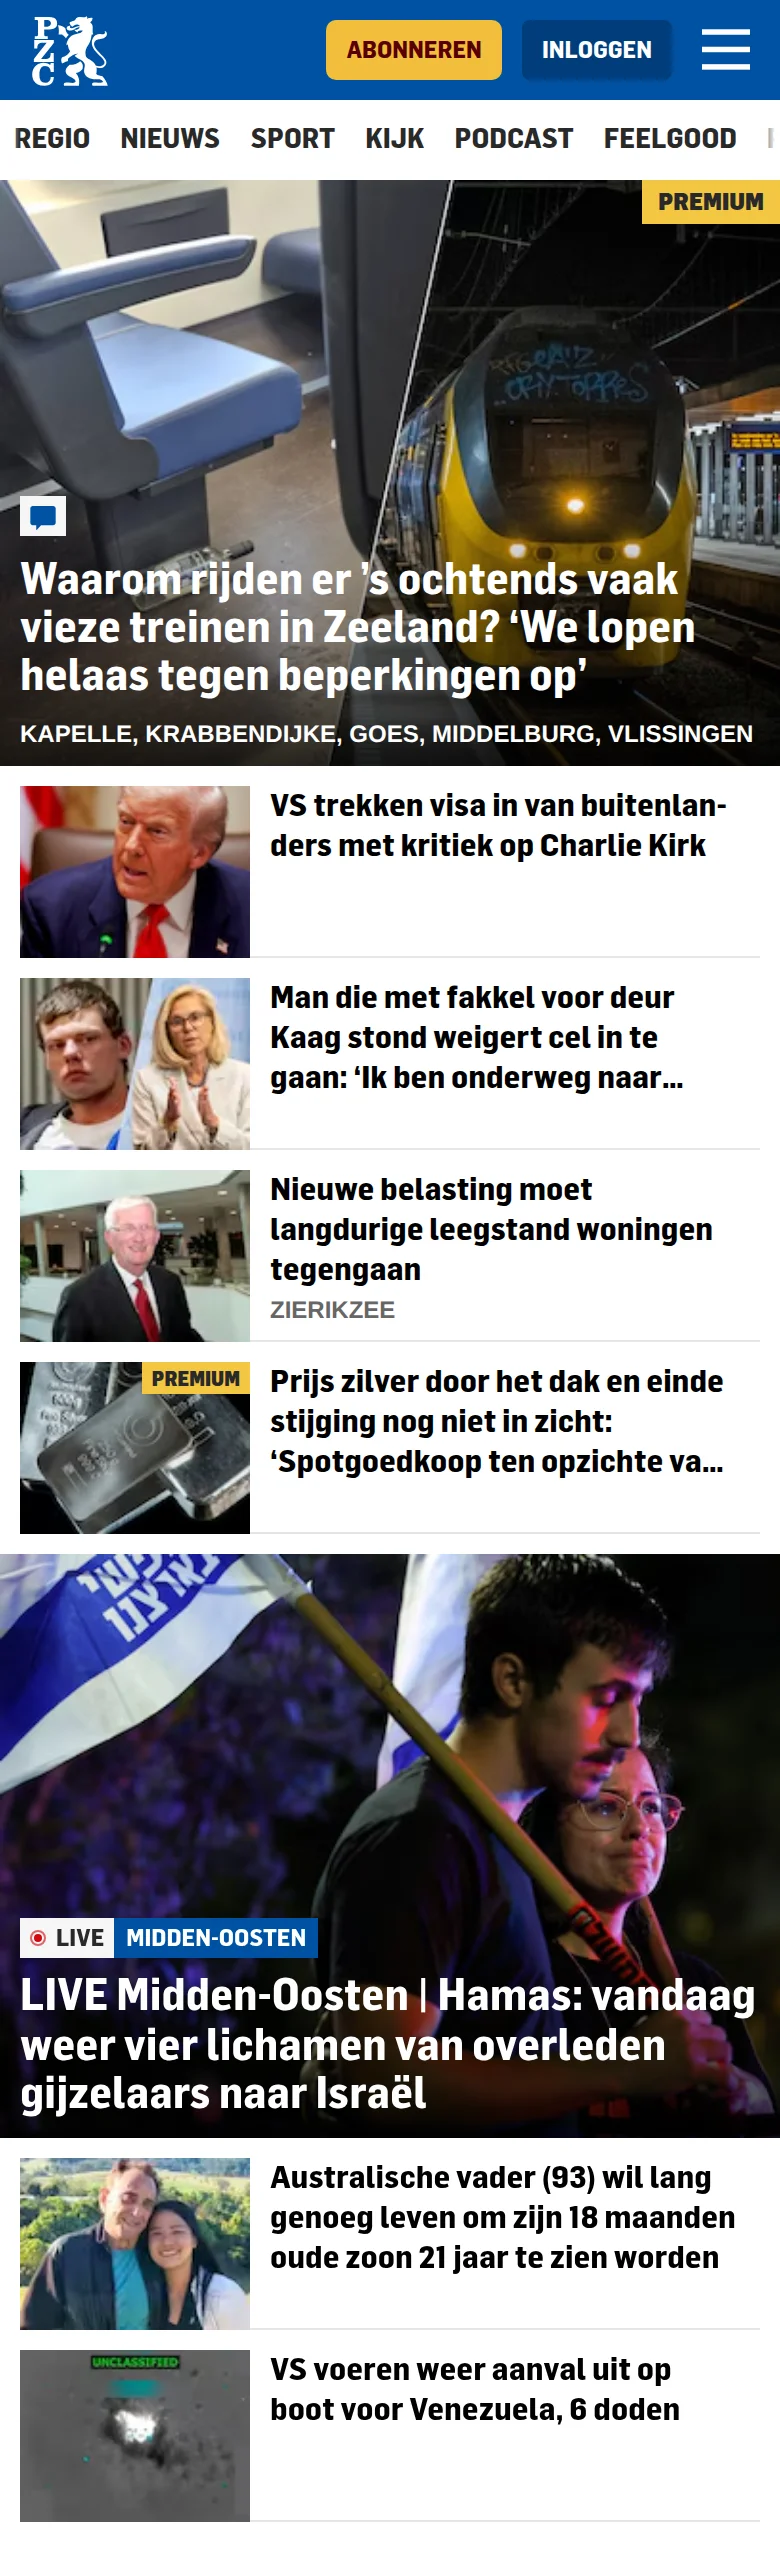 PZC
ABONNEREN
INLOGGEN
REGIO NIEUWS SPORT KIJK PODCAST FEELGOOD
PREMIUM
Waarom rijden er ’s ochtends vaak
vieze treinen in Zeeland? ‘We lopen
helaas tegen beperkingen op’
KAPELLE, KRABBENDIJKE, GOES, MIDDELBURG, VLISSINGEN
VS trekken visa in van buitenlan-
ders met kritiek op Charlie Kirk
Man die met fakkel voor deur
Kaag stond weigert cel in te
gaan: ‘Ik ben onderweg naar...
Nieuwe belasting moet
langdurige leegstand woningen
tegengaan
ZIERIKZEE
PREMIUM
Prijs zilver door het dak en einde
stijging nog niet in zicht:
‘Spotgoedkoop ten opzichte va...
LIVE MIDDEN-OOSTEN
LIVE Midden-Oosten | Hamas: vandaag
weer vier lichamen van overleden
gijzelaars naar Israël
Australische vader (93) wil lang
genoeg leven om zijn 18 maanden
oude zoon 21 jaar te zien worden
UNCLASSIFIED
VS voeren weer aanval uit op
boot voor Venezuela, 6 doden